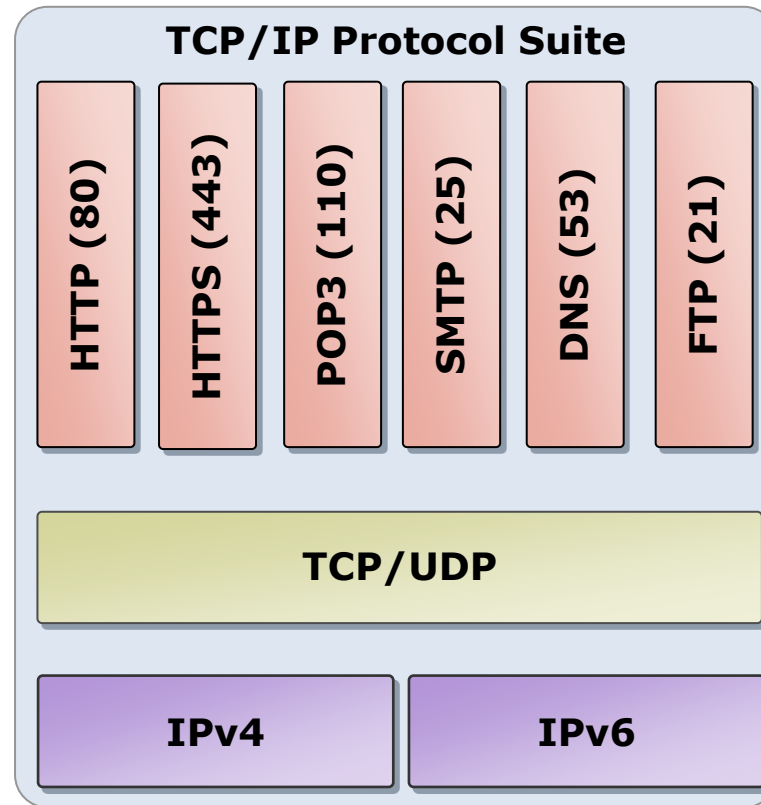 TCP/IP Protocol Suite
HTTP (80)
HTTPS (443)
POP3 (110)
SMTP (25)
DNS (53)
FTP (21)
TCP/UDP
IPv4
IPv6